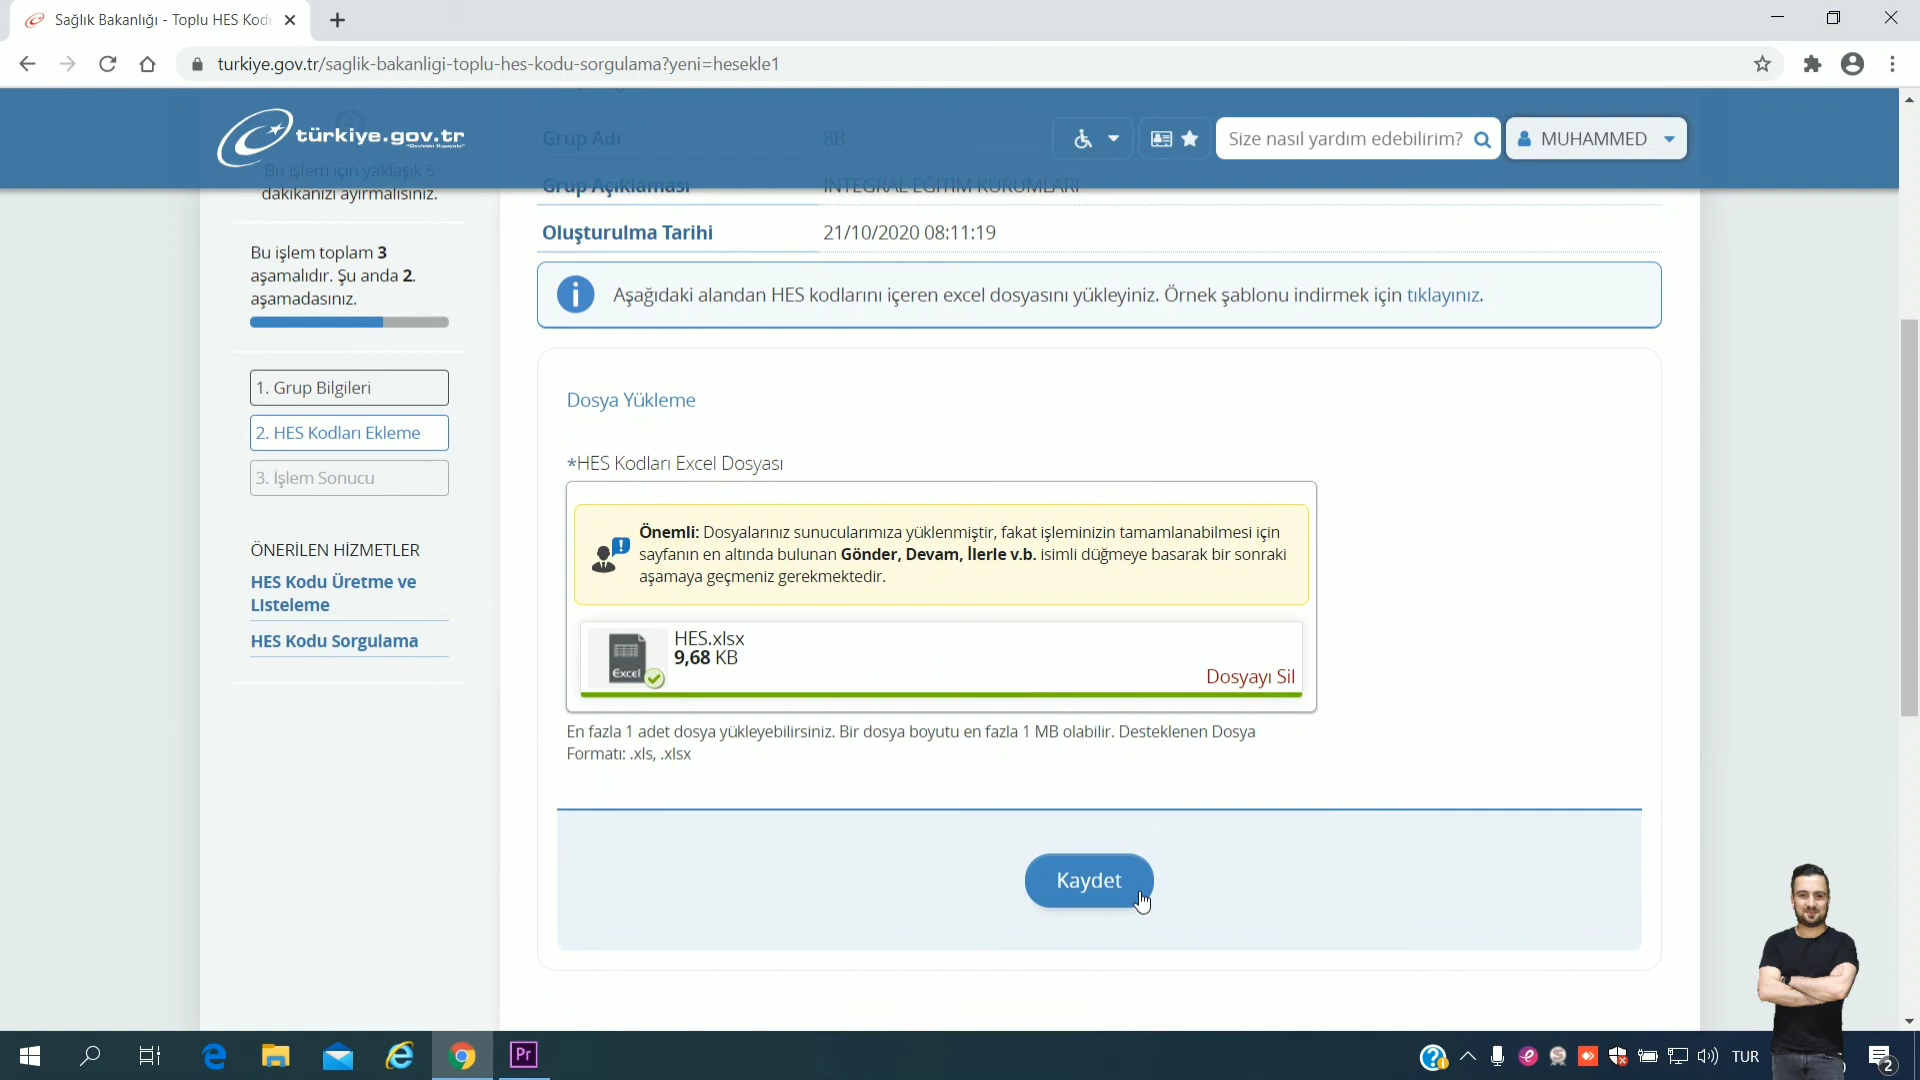 Sağlık Bakanlığı - Toplu HES Kodu
turkiye.gov.tr/saglik-bakanligi-toplu-hes-kodu-sorgulama?yeni=hesekle1
türkiye.gov.tr
Size nasıl yardım edebilirim?
MUHAMMED
Grup Adı 8B
Grup Açıklaması İNTEGRAL EĞİTİM KURUMLARI
Oluşturulma Tarihi 21/10/2020 08:11:19
Bu işlem için yaklaşık 5
dakikanızı ayırmalısınız.
Bu işlem toplam 3
aşamalıdır. Şu anda 2.
aşamadasınız.
1. Grup Bilgileri
2. HES Kodları Ekleme
3. İşlem Sonucu
ÖNERİLEN HİZMETLER
HES Kodu Üretme ve
Listeleme
HES Kodu Sorgulama
Aşağıdaki alandan HES kodlarını içeren excel dosyasını yükleyiniz. Örnek şablonu indirmek için tıklayınız.
Dosya Yükleme
*HES Kodları Excel Dosyası
Önemli: Dosyalarınız sunucularımıza yüklenmiştir, fakat işleminizin tamamlanabilmesi için
sayfanın en altında bulunan Gönder, Devam, İlerle v.b. isimli düğmeye basarak bir sonraki
aşamaya geçmeniz gerekmektedir.
Excel
HES.xlsx
9,68 KB
Dosyayı Sil
En fazla 1 adet dosya yükleyebilirsiniz. Bir dosya boyutu en fazla 1 MB olabilir. Desteklenen Dosya
Formatı: .xls, .xlsx
Kaydet
Pr
TUR
2